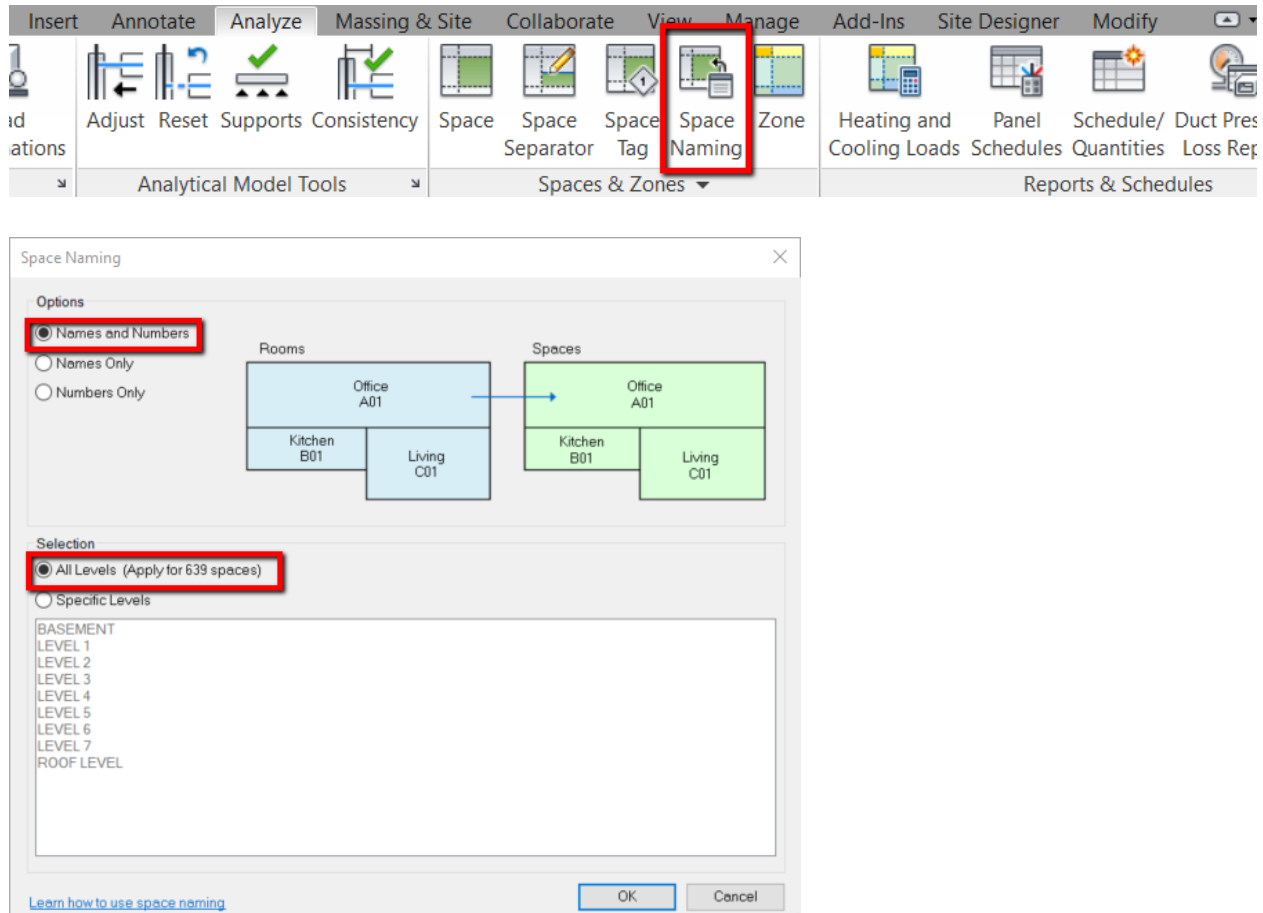 Insert Annotate Analyze Massing & Site Collaborate View Manage Add-Ins Site Designer Modify
Adjust Reset Supports Consistency Space Space Space Space Zone Heating and Panel Schedule/ Duct Pres
ations Separator Tag Naming Cooling Loads Schedules Quantities Loss Rep
Analytical Model Tools Spaces & Zones Reports & Schedules
Space Naming
Options
Names and Numbers
Names Only
Numbers Only
Rooms
Office
A01
Kitchen
B01
Living
C01
Spaces
Office
A01
Kitchen
B01
Living
C01
Selection
All Levels (Apply for 639 spaces)
Specific Levels
BASEMENT
LEVEL 1
LEVEL 2
LEVEL 3
LEVEL 4
LEVEL 5
LEVEL 6
LEVEL 7
ROOF LEVEL
Learn how to use space naming
OK Cancel